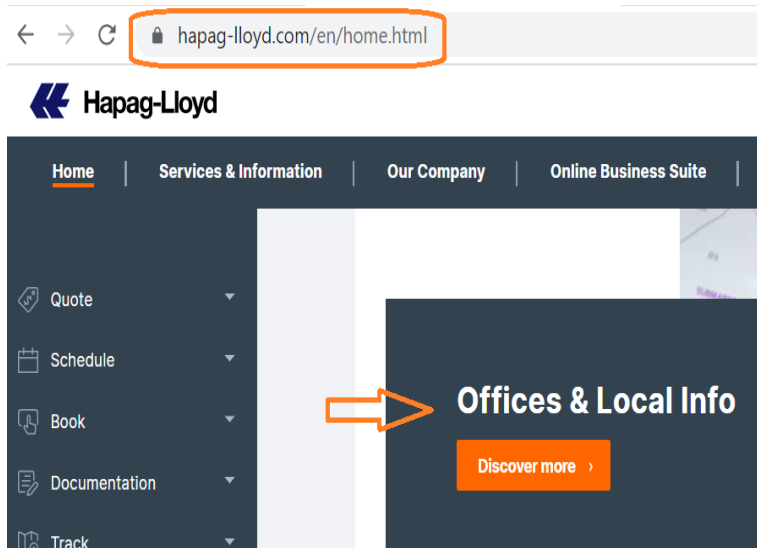 hapag-lloyd.com/en/home.html
Hapag-Lloyd
Home | Services & Information | Our Company | Online Business Suite |
Quote
Schedule
Offices & Local Info
Book
Discover more ›
Documentation
Track